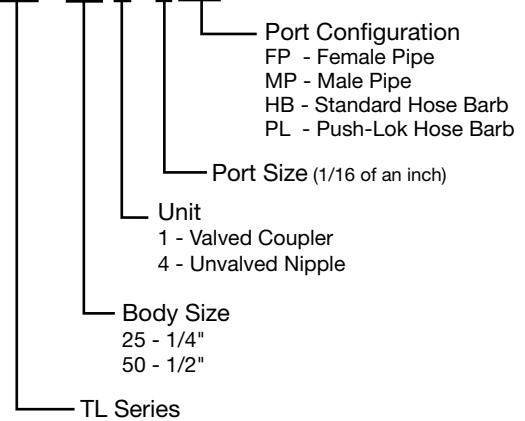 Port Configuration
FP - Female Pipe
MP - Male Pipe
HB - Standard Hose Barb
PL - Push-Lok Hose Barb
Port Size (1/16 of an inch)
Unit
1 - Valved Coupler
4 - Unvalved Nipple
Body Size
25 - 1/4"
50 - 1/2"
TL Series